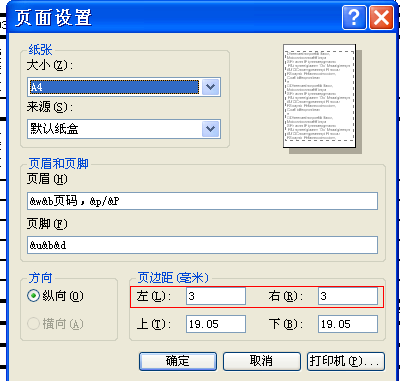 页面设置
纸张
大小(Z):
A4
来源(S):
默认纸盒
页眉和页脚
页眉(H)
&w&b页码，&p/&P
页脚(F)
&u&b&d
方向
纵向(O)
横向(A)
页边距(毫米)
左(L): 3 右(R): 3
上(T): 19.05 下(B): 19.05
确定 取消 打印机(P)...